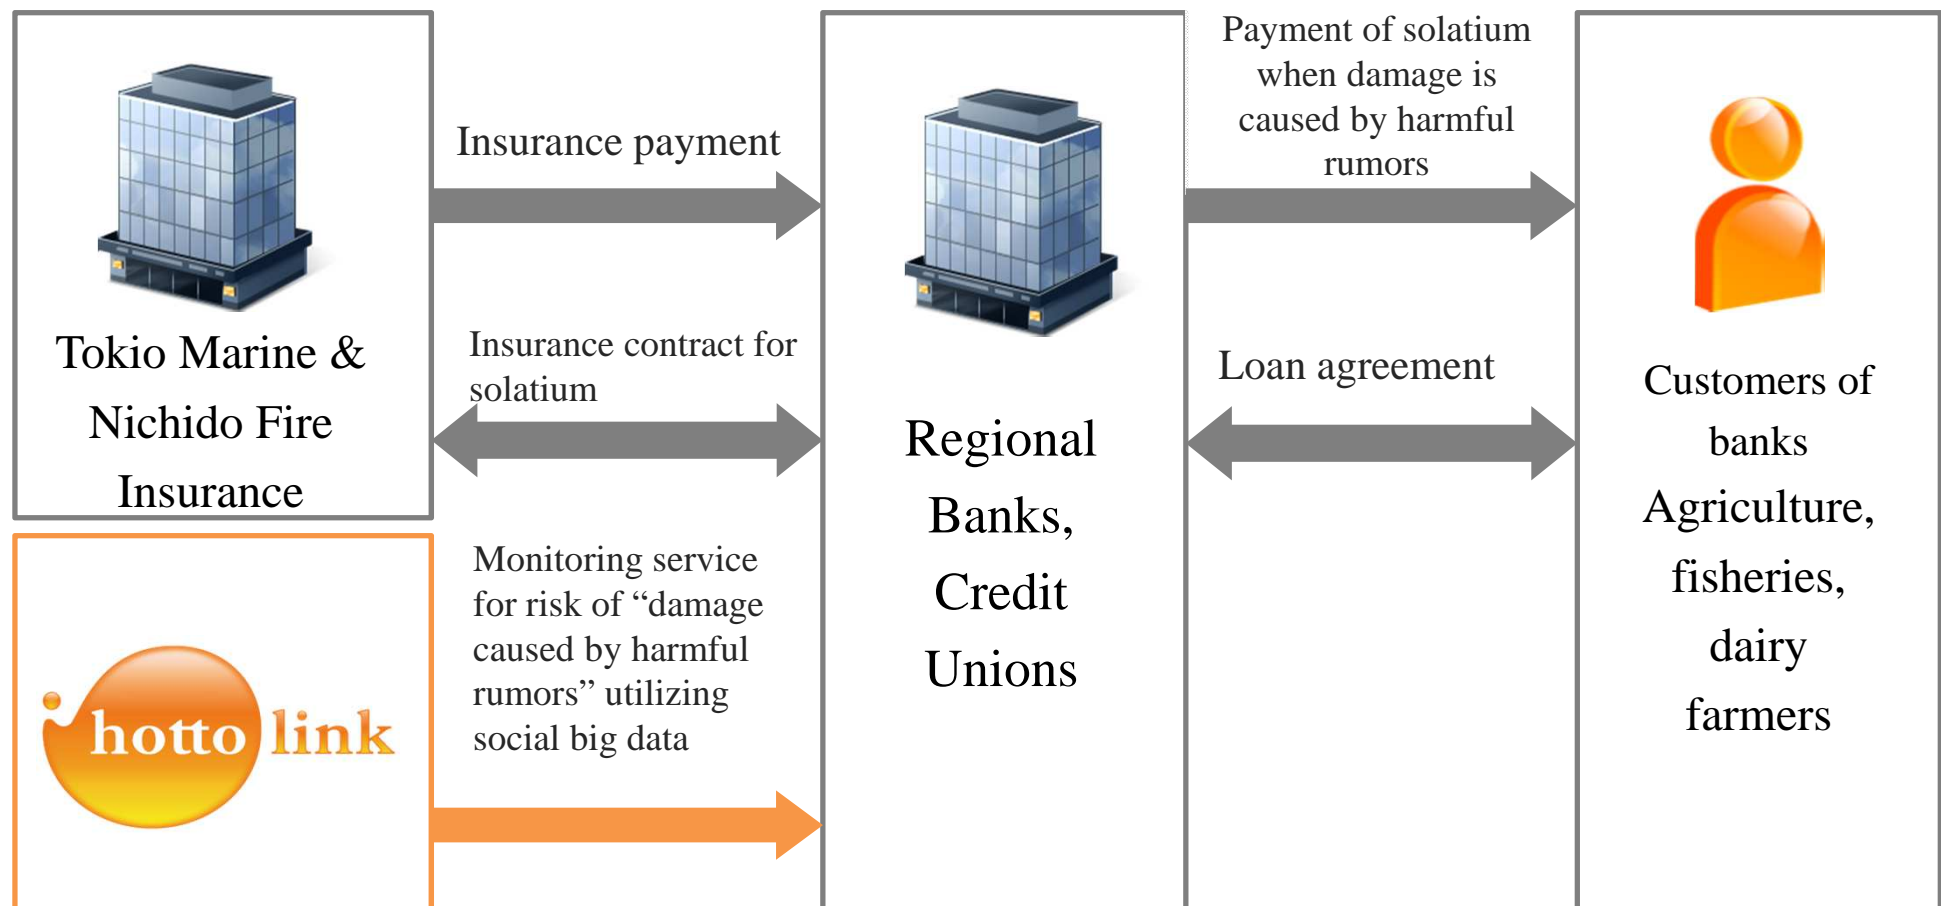 Tokio Marine &
Nichido Fire
Insurance
hotto link
Insurance payment
Insurance contract for
solatium
Monitoring service
for risk of “damage
caused by harmful
rumors” utilizing
social big data
Regional
Banks,
Credit
Unions
Payment of solatium
when damage is
caused by harmful
rumors
Loan agreement
Customers of
banks
Agriculture,
fisheries,
dairy
farmers